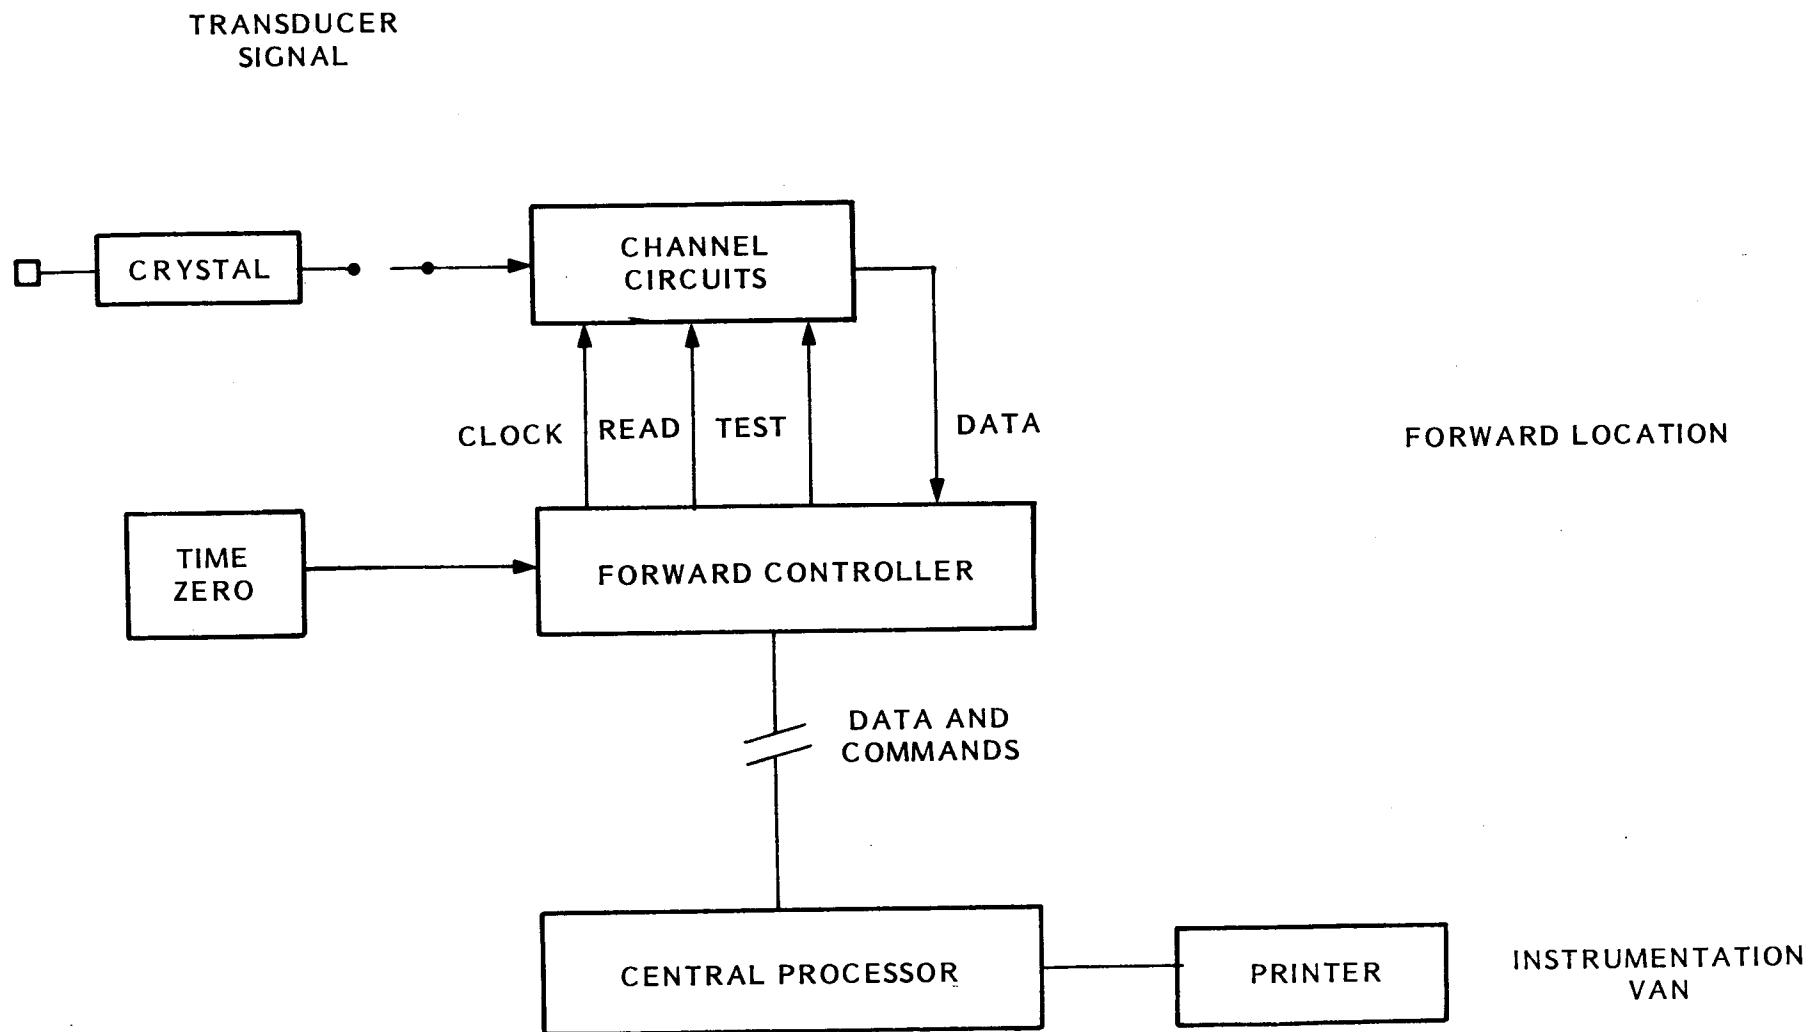 TRANSDUCER
SIGNAL
CRYSTAL
CHANNEL
CIRCUITS
CLOCK
READ
TEST
DATA
FORWARD LOCATION
TIME
ZERO
FORWARD CONTROLLER
DATA AND
COMMANDS
CENTRAL PROCESSOR
PRINTER
INSTRUMENTATION
VAN